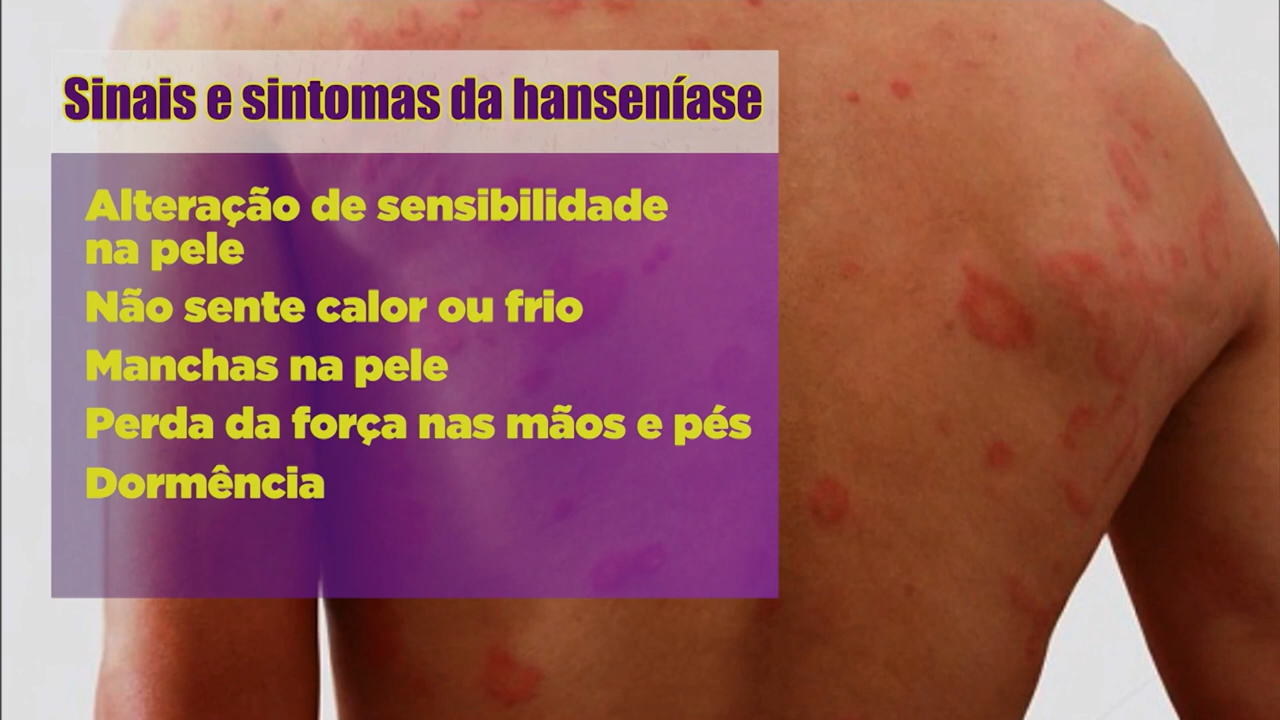 Sinais e sintomas da hanseníase
Alteração de sensibilidade
na pele
Não sente calor ou frio
Manchas na pele
Perda da força nas mãos e pés
Dormência